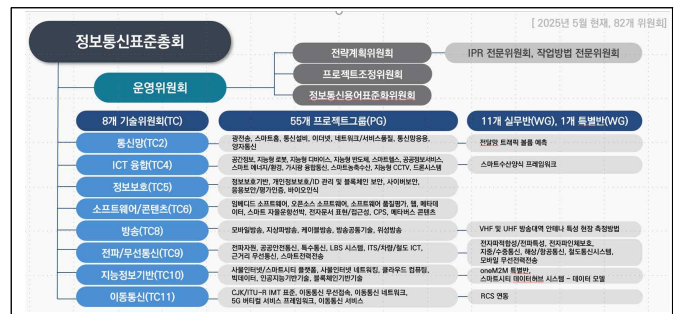 [ 2025년 5월 현재, 82개 위원회]
정보통신표준총회
전략계획위원회
IPR 전문위원회, 작업방법 전문위원회
운영위원회
프로젝트조정위원회
정보통신용어표준화위원회
8개 기술위원회(TC)
55개 프로젝트그룹(PG)
11개 실무반(WG), 1개 특별반(WG)
통신망(TC2)
광전송, 스마트홈, 통신설비, 이더넷, 네트워크/서비스품질, 통신망응용,
양자통신
전달망 트래픽 볼륨 예측
ICT 융합(TC4)
공간정보, 지능형 로봇, 지능형 디바이스, 지능형 반도체, 스마트헬스, 공공정보서비스,
스마트 에너지/환경, 가시광 융합통신, 스마트농축수산, 지능형 CCTV, 드론시스템
스마트수산양식 프레임워크
정보보호(TC5)
정보보호기반, 개인정보보호/ID 관리 및 블록체인 보안, 사이버보안,
응용보안/평가인증, 바이오인식
소프트웨어/콘텐츠(TC6)
임베디드 소프트웨어, 오픈소스 소프트웨어, 소프트웨어 품질평가, 웹, 메타데
이터, 스마트 자율운항선박, 전자문서 표현/접근성, CPS, 메타버스 콘텐츠
방송(TC8)
모바일방송, 지상파방송, 케이블방송, 방송공통기술, 위성방송
VHF 및 UHF 방송대역 안테나 특성 현장 측정방법
전파/무선통신(TC9)
전파자원, 공공안전통신, 특수통신, LBS 시스템, ITS/차량/철도 ICT,
근거리 무선통신, 스마트전력전송
전자파적합성/전파특성, 전자파인체보호,
지중/수중통신, 해상/항공통신, 철도통신시스템,
모바일 무선전력전송
지능정보기반(TC10)
사물인터넷/스마트시티 플랫폼, 사물인터넷 네트워킹, 클라우드 컴퓨팅,
빅데이터, 인공지능기반기술, 블록체인기반기술
oneM2M 특별반,
스마트시티 데이터허브 시스템 - 데이터 모델
이동통신(TC11)
CJK/ITU-R IMT 표준, 이동통신 무선접속, 이동통신 네트워크,
5G 버티컬 서비스 프레임워크, 이동통신 서비스
RCS 연동